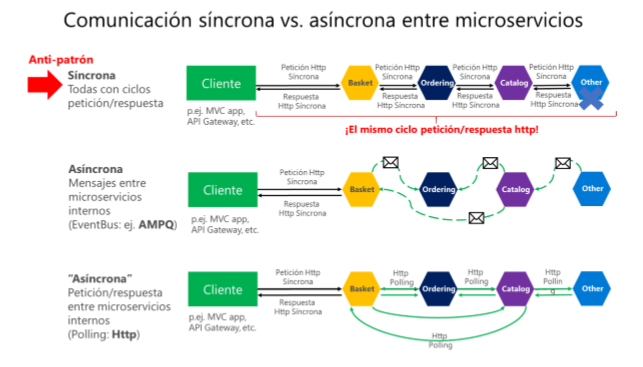 Comunicación síncrona vs. asíncrona entre microservicios
Anti-patrón
Síncrona
Todas con ciclos
petición/respuesta
Cliente
p.ej. MVC app,
API Gateway, etc.
Petición Http
Síncrona
Respuesta
Http Síncrona
Basket
Petición Http
Síncrona
Respuesta
Http Síncrona
Ordering
Petición Http
Síncrona
Respuesta
Http Síncrona
Catalog
Petición Http
Síncrona
Respuesta
Http Síncrona
Other
¡El mismo ciclo petición/respuesta http!
Asíncrona
Mensajes entre
microservicios
internos
(EventBus: ej. AMPQ)
Cliente
p.ej. MVC app,
API Gateway, etc.
Petición Http
Síncrona
Respuesta
Http Síncrona
Basket
Ordering
Catalog
Other
"Asíncrona"
Petición/respuesta
entre microservicios
internos
(Polling: Http)
Cliente
p.ej. MVC app,
API Gateway, etc.
Petición Http
Síncrona
Respuesta
Http Síncrona
Basket
Http
Polling
Ordering
Http
Polling
Catalog
Http
Pollin
g
Other
Http
Polling